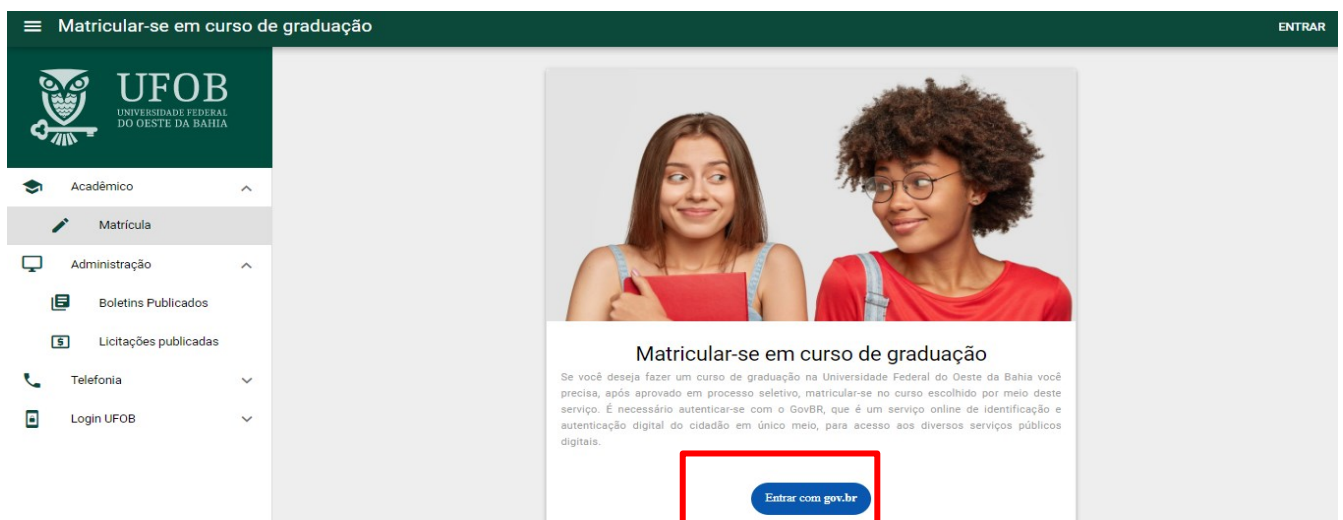 Matricular-se em curso de graduação
ENTRAR
UFOB
UNIVERSIDADE FEDERAL
DO OESTE DA BAHIA
Acadêmico
Matrícula
Administração
Boletins Publicados
Licitações publicadas
Telefonia
Login UFOB
Matricular-se em curso de graduação
Se você deseja fazer um curso de graduação na Universidade Federal do Oeste da Bahia você
precisa, após aprovado em processo seletivo, matricular-se no curso escolhido por meio deste
serviço. É necessário autenticar-se com o GovBR, que é um serviço online de identificação e
autenticação digital do cidadão em único meio, para acesso aos diversos serviços públicos
digitais.
Entrar com gov.br